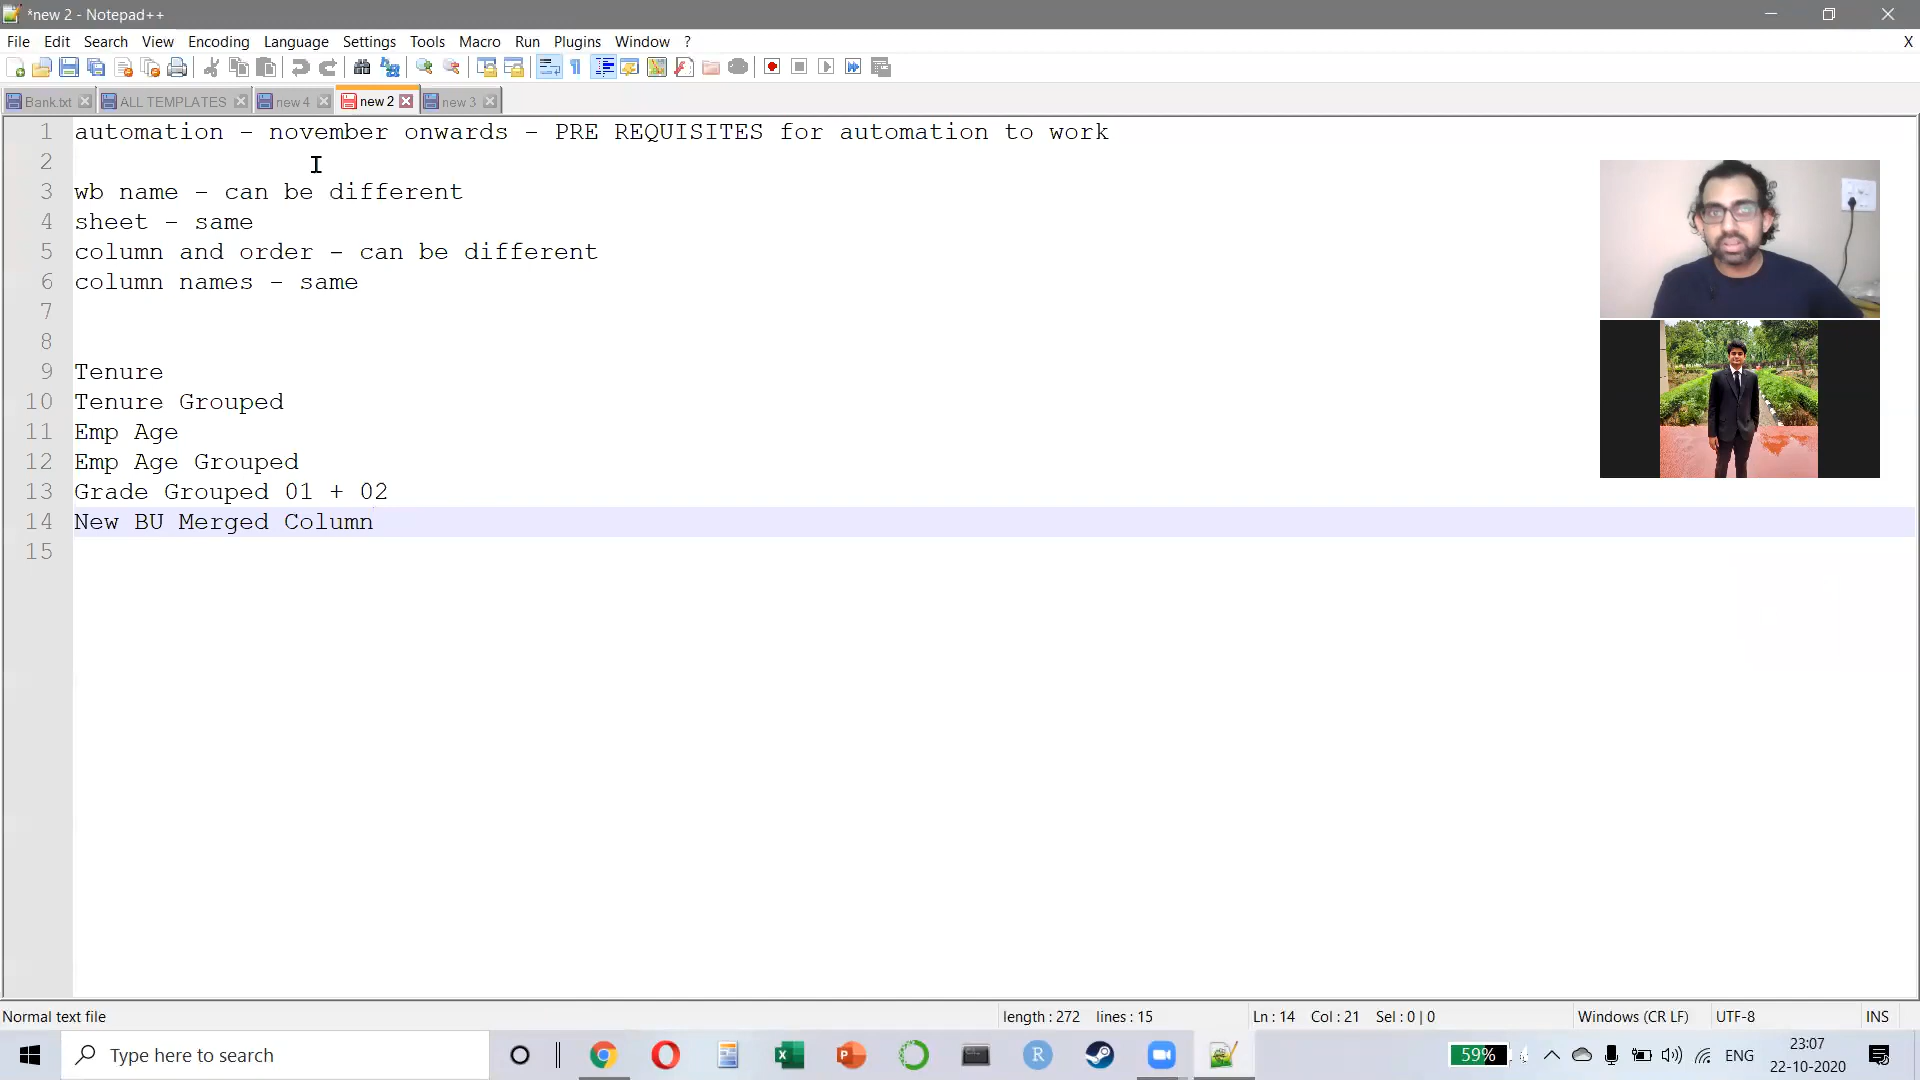 *new 2 - Notepad++
File Edit Search View Encoding Language Settings Tools Macro Run Plugins Window ? X
Bank.txt ALL TEMPLATES new 4 new 2 new 3
1 automation - november onwards - PRE REQUISITES for automation to work
2
3 wb name - can be different
4 sheet - same
5 column and order - can be different
6 column names - same
7
8
9 Tenure
10 Tenure Grouped
11 Emp Age
12 Emp Age Grouped
13 Grade Grouped 01 + 02
14 New BU Merged Column
15
Normal text file length : 272 lines : 15 Ln : 14 Col : 21 Sel : 0 | 0 Windows (CR LF) UTF-8 INS
Type here to search 59% ENG 23:07
22-10-2020